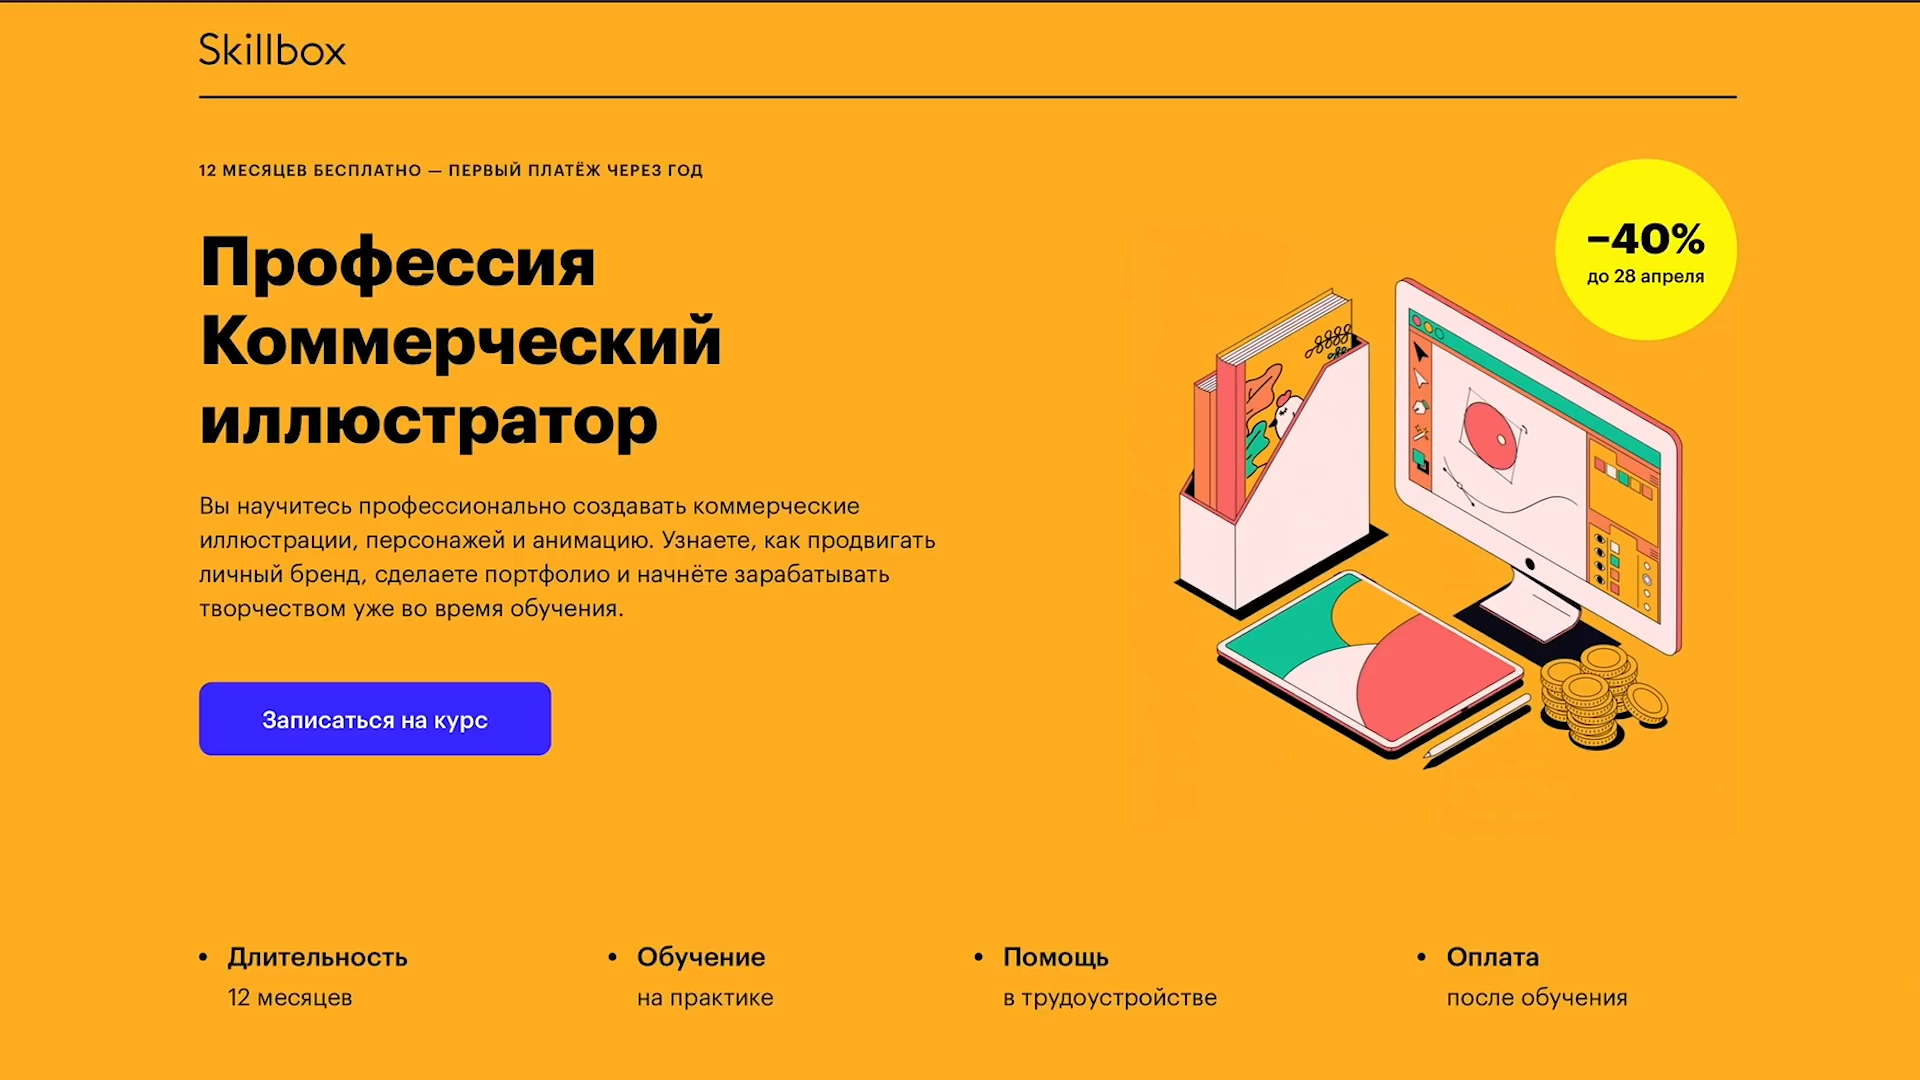 Skillbox
12 МЕСЯЦЕВ БЕСПЛАТНО — ПЕРВЫЙ ПЛАТЁЖ ЧЕРЕЗ ГОД
–40%
до 28 апреля
Профессия
Коммерческий
иллюстратор
Вы научитесь профессионально создавать коммерческие
иллюстрации, персонажей и анимацию. Узнаете, как продвигать
личный бренд, сделаете портфолио и начнёте зарабатывать
творчеством уже во время обучения.
Записаться на курс
• Длительность
12 месяцев
• Обучение
на практике
• Помощь
в трудоустройстве
• Оплата
после обучения